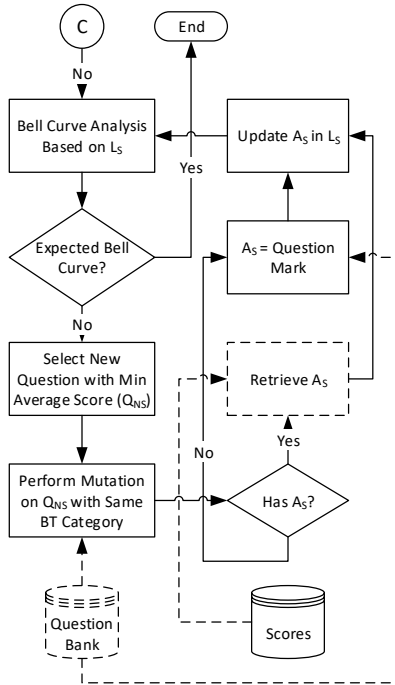 C
End
No
Bell Curve Analysis
Based on LS
Update AS in LS
Yes
Expected Bell
Curve?
AS = Question
Mark
No
Select New
Question with Min
Average Score (QNS)
Retrieve AS
Yes
No
Perform Mutation
on QNS with Same
BT Category
Has AS?
Question
Bank
Scores